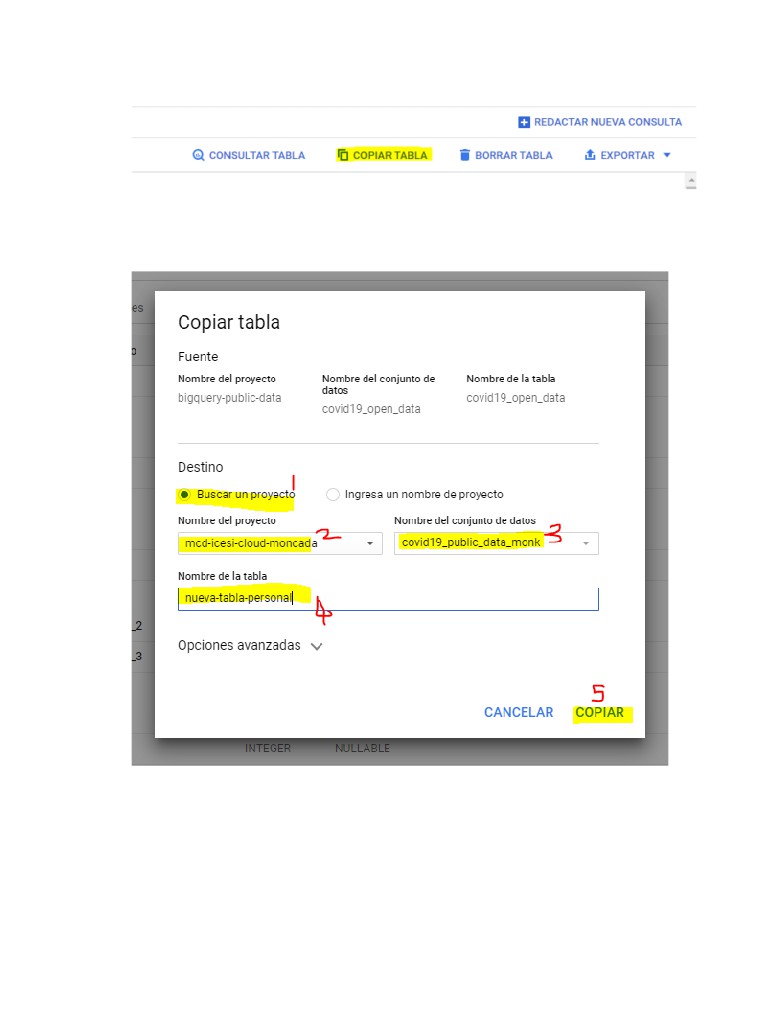 REDACTAR NUEVA CONSULTA
CONSULTAR TABLA COPIAR TABLA BORRAR TABLA EXPORTAR
es
o
Copiar tabla
Fuente
Nombre del proyecto Nombre del conjunto de datos Nombre de la tabla
bigquery-public-data covid19_open_data covid19_open_data
Destino
1
Buscar un proyecto Ingresa un nombre de proyecto
Nombre del proyecto Nombre del conjunto de datos
mcd-icesi-cloud-moncada 2 covid19_public_data_mcnk 3
Nombre de la tabla
nueva-tabla-personal 4
_2
Opciones avanzadas
_3
5
CANCELAR COPIAR
INTEGER NULLABLE